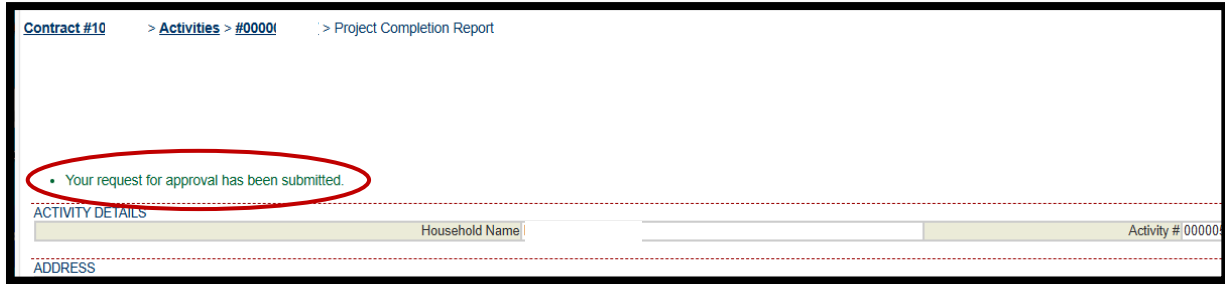 Contract #10 > Activities > #0000 > Project Completion Report
• Your request for approval has been submitted.
ACTIVITY DETAILS
Household Name Activity # 00000
ADDRESS